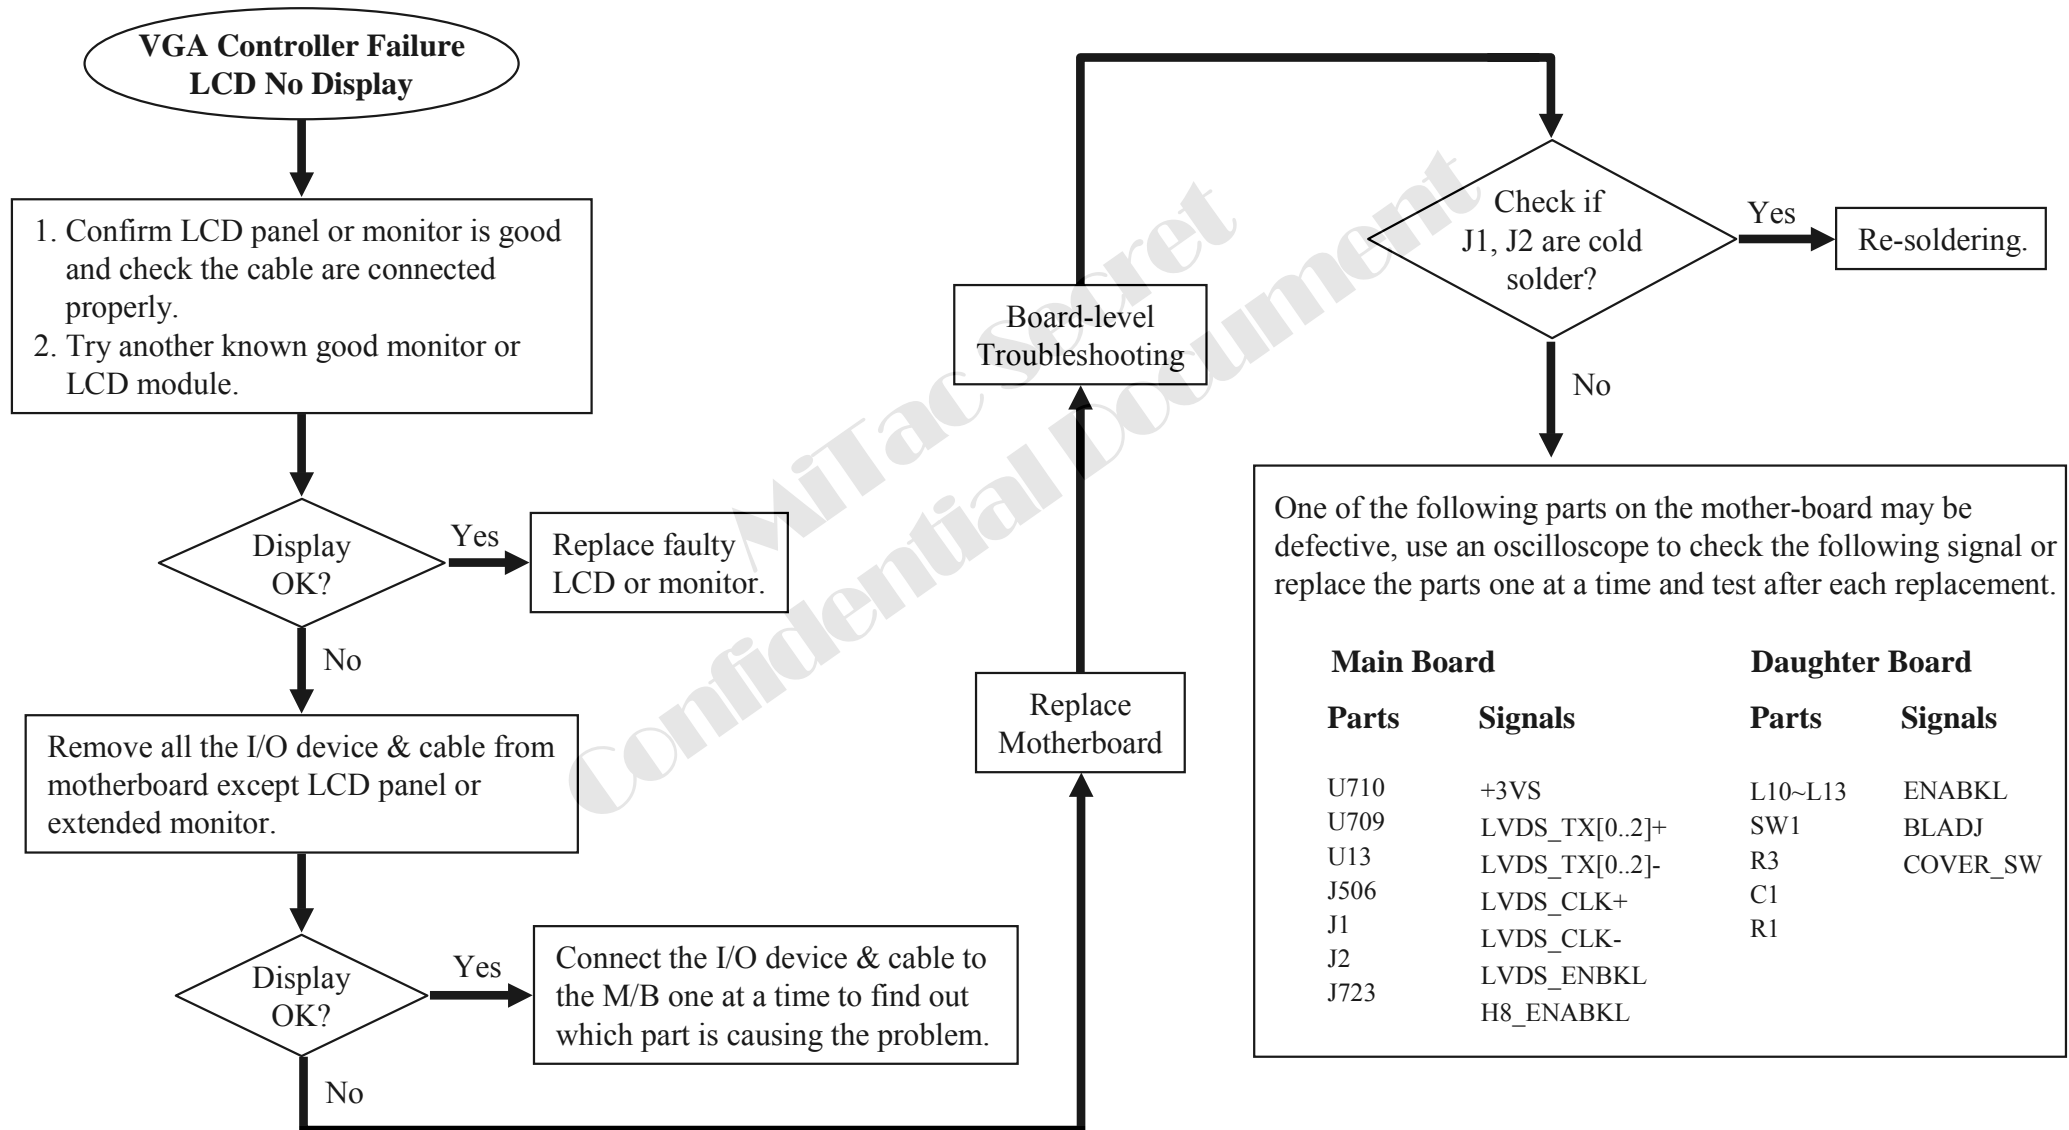 VGA Controller Failure
LCD No Display
1. Confirm LCD panel or monitor is good
and check the cable are connected
properly.
2. Try another known good monitor or
LCD module.
Display
OK?
Yes
Replace faulty
LCD or monitor.
No
Remove all the I/O device & cable from
motherboard except LCD panel or
extended monitor.
Display
OK?
Yes
Connect the I/O device & cable to
the M/B one at a time to find out
which part is causing the problem.
No
Replace
Motherboard
Board-level
Troubleshooting
Check if
J1, J2 are cold
solder?
Yes
Re-soldering.
No
One of the following parts on the mother-board may be
defective, use an oscilloscope to check the following signal or
replace the parts one at a time and test after each replacement.
Main Board
Parts
U710
U709
U13
J506
J1
J2
J723
Signals
+3VS
LVDS_TX[0..2]+
LVDS_TX[0..2]-
LVDS_CLK+
LVDS_CLK-
LVDS_ENBKL
H8_ENABKL
Daughter Board
Parts
L10~L13
SW1
R3
C1
R1
Signals
ENABKL
BLADJ
COVER_SW
MiTac Secret
Confidential Document